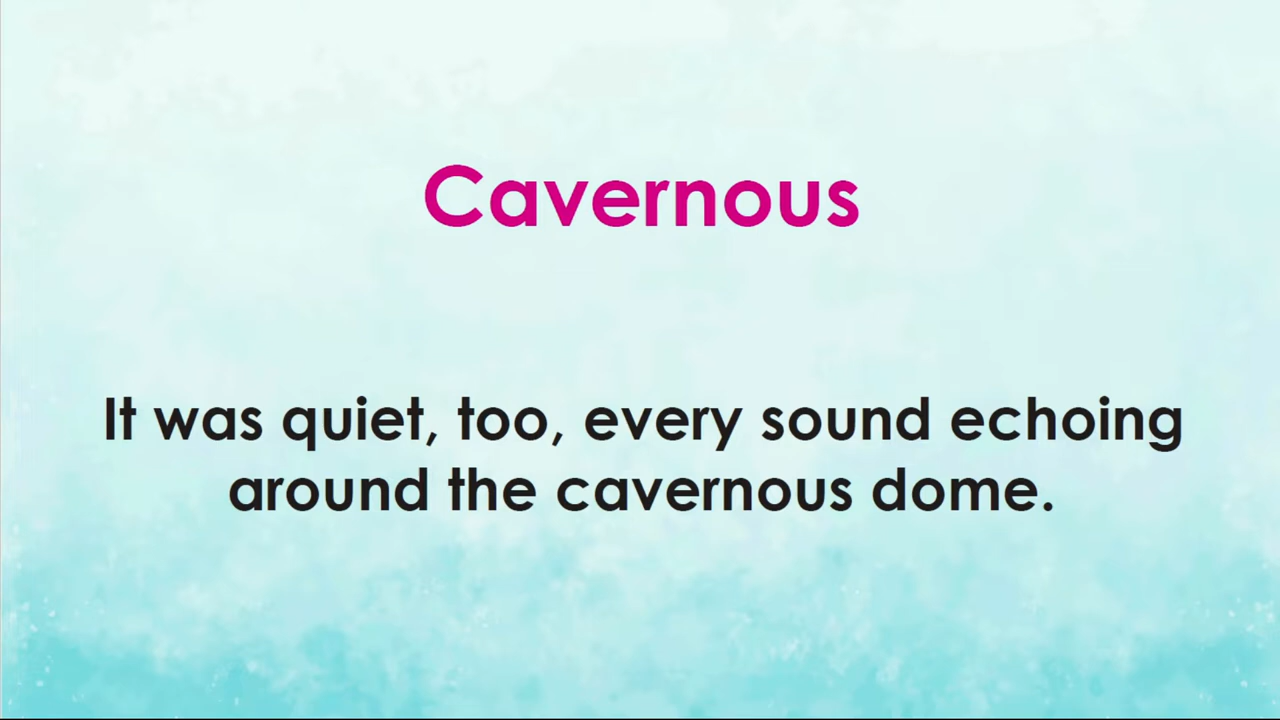 Cavernous
It was quiet, too, every sound echoing
around the cavernous dome.